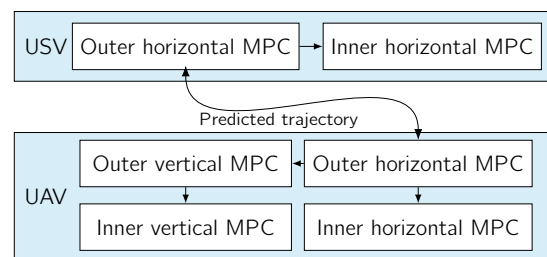 USV
Outer horizontal MPC
Inner horizontal MPC
Predicted trajectory
UAV
Outer vertical MPC
Outer horizontal MPC
Inner vertical MPC
Inner horizontal MPC